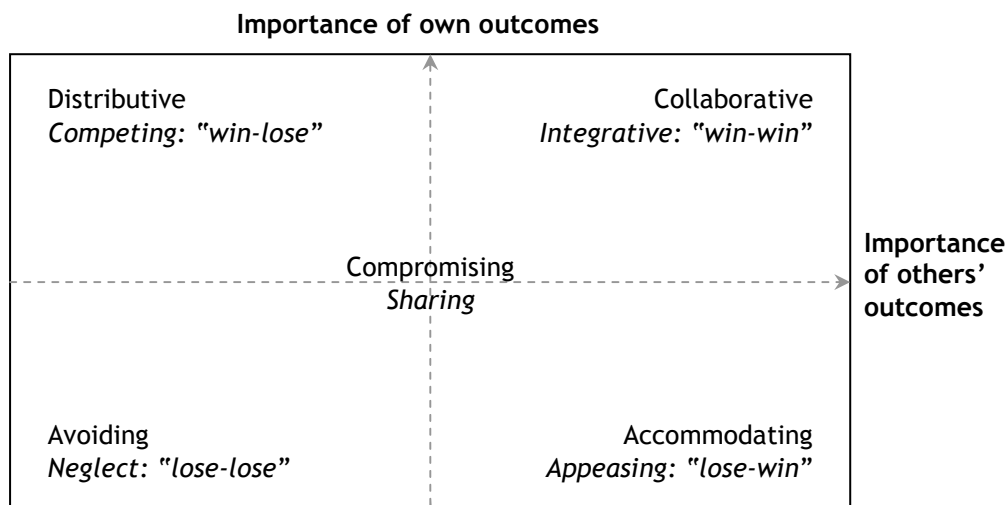 Importance of own outcomes
Distributive
Competing: “win-lose”
Collaborative
Integrative: “win-win”
Compromising
Sharing
Importance
of others’
outcomes
Avoiding
Neglect: “lose-lose”
Accommodating
Appeasing: “lose-win”